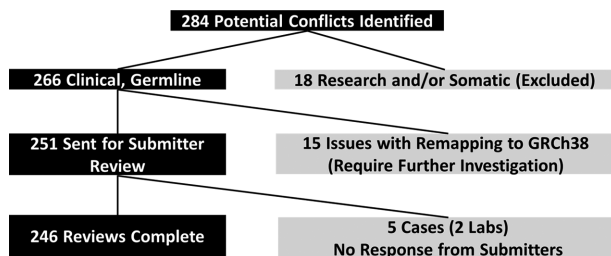 284 Potential Conflicts Identified
266 Clinical, Germline
18 Research and/or Somatic (Excluded)
251 Sent for Submitter
Review
15 Issues with Remapping to GRCh38
(Require Further Investigation)
246 Reviews Complete
5 Cases (2 Labs)
No Response from Submitters